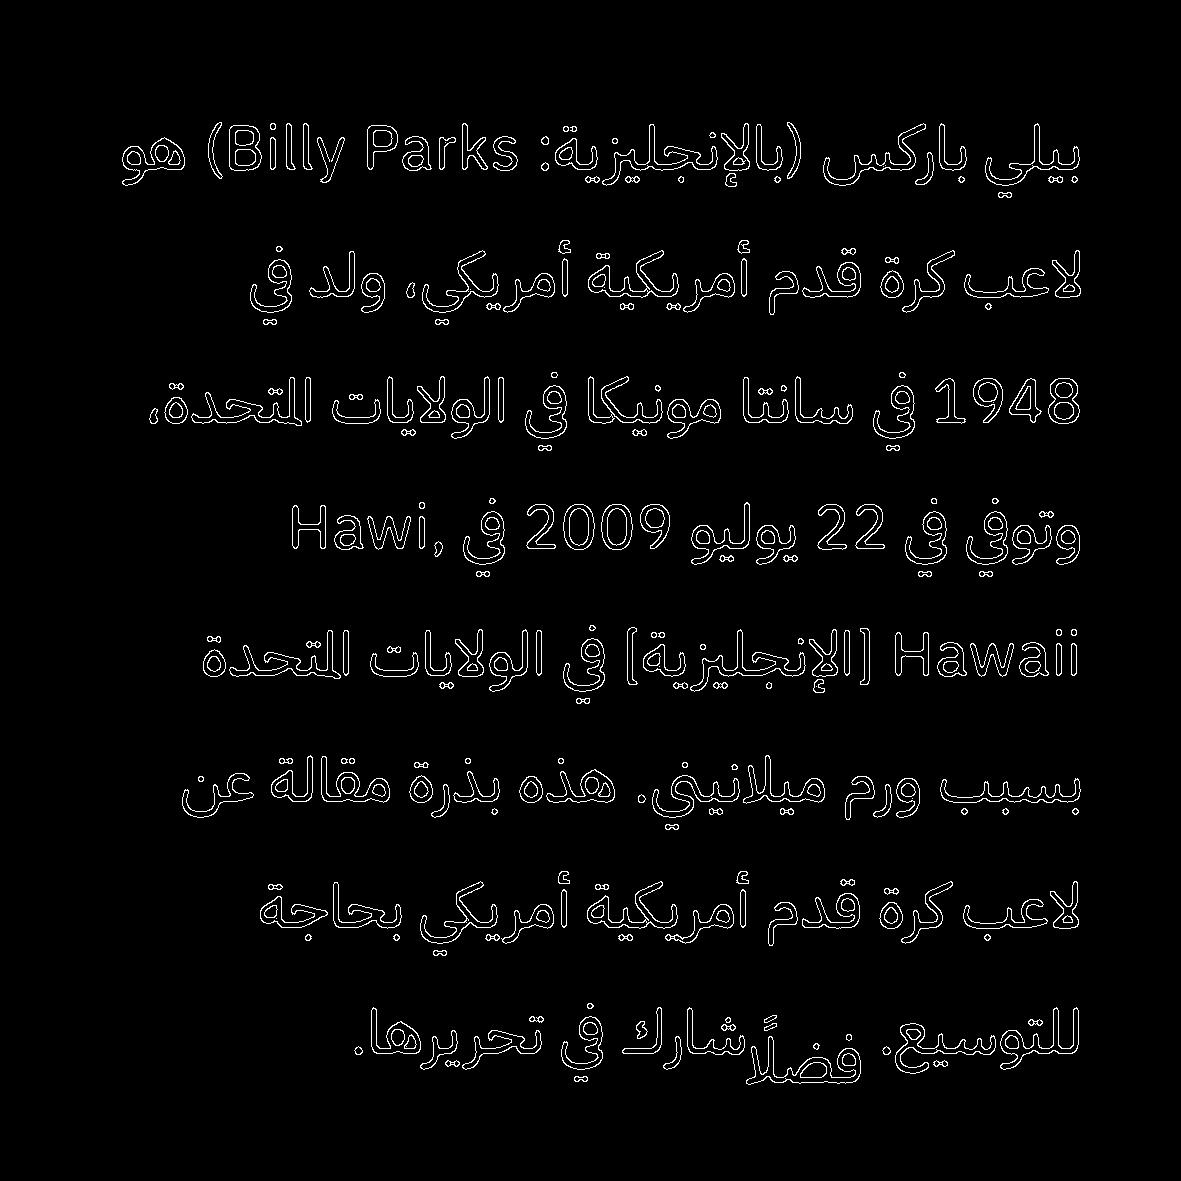 بيلي باركس (بالإنجليزية: Billy Parks) هو
لاعب كرة قدم أمريكية أمريكي، ولد في
1948 في سانتا مونيكا في الولايات المتحدة،
وتوفي في 22 يوليو 2009 في Hawi,
Hawaii [الإنجليزية] في الولايات المتحدة
بسبب ورم ميلانيني. هذه بذرة مقالة عن
لاعب كرة قدم أمريكية أمريكي بحاجة
للتوسيع. فضلًا شارك في تحريرها.